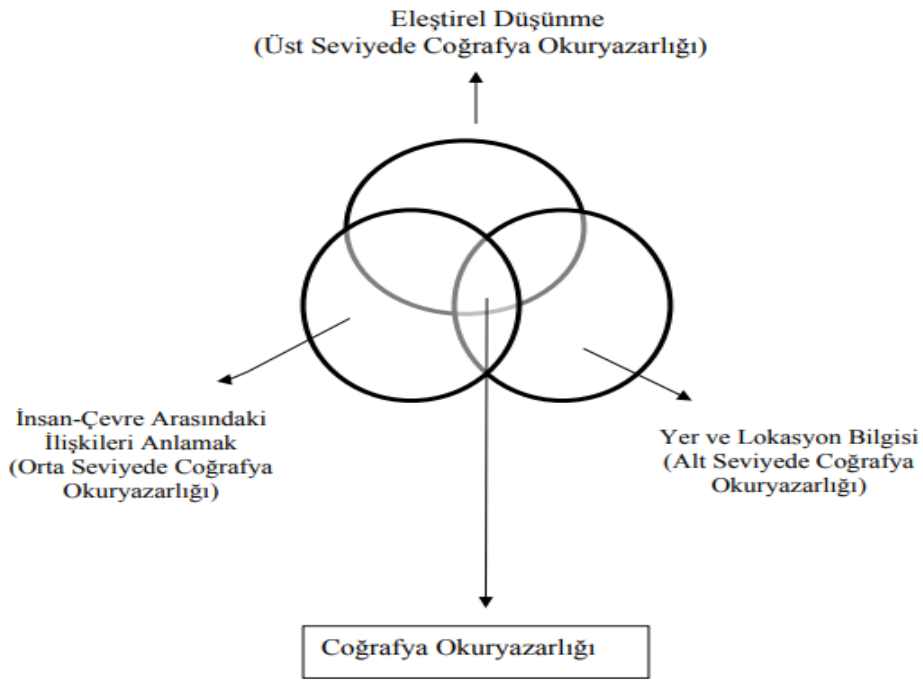 Eleştirel Düşünme
(Üst Seviyede Coğrafya Okuryazarlığı)
İnsan-Çevre Arasındaki
İlişkileri Anlamak
(Orta Seviyede Coğrafya
Okuryazarlığı)
Yer ve Lokasyon Bilgisi
(Alt Seviyede Coğrafya
Okuryazarlığı)
Coğrafya Okuryazarlığı